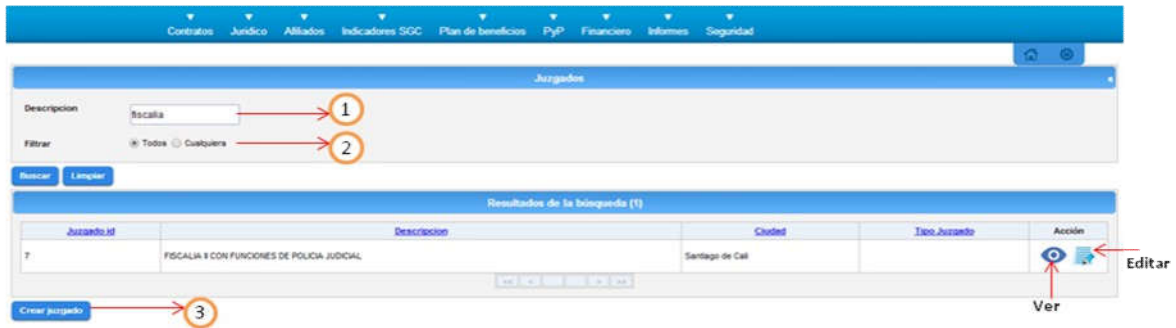 Contratos Juridico Afiliados Indicadores SGC Plan de beneficios PyP Financiero Informes Seguridad
Juzgados
Descripcion fiscalia 1
Filtrar Todos Cualquiera 2
Buscar Limpiar
Resultados de la búsqueda (1)
Juzgado id Descripcion Ciudad Tipo Juzgado Acción
7 FISCALIA II CON FUNCIONES DE POLICIA JUDICIAL Santiago de Cali
Editar
Ver
Crear juzgado 3